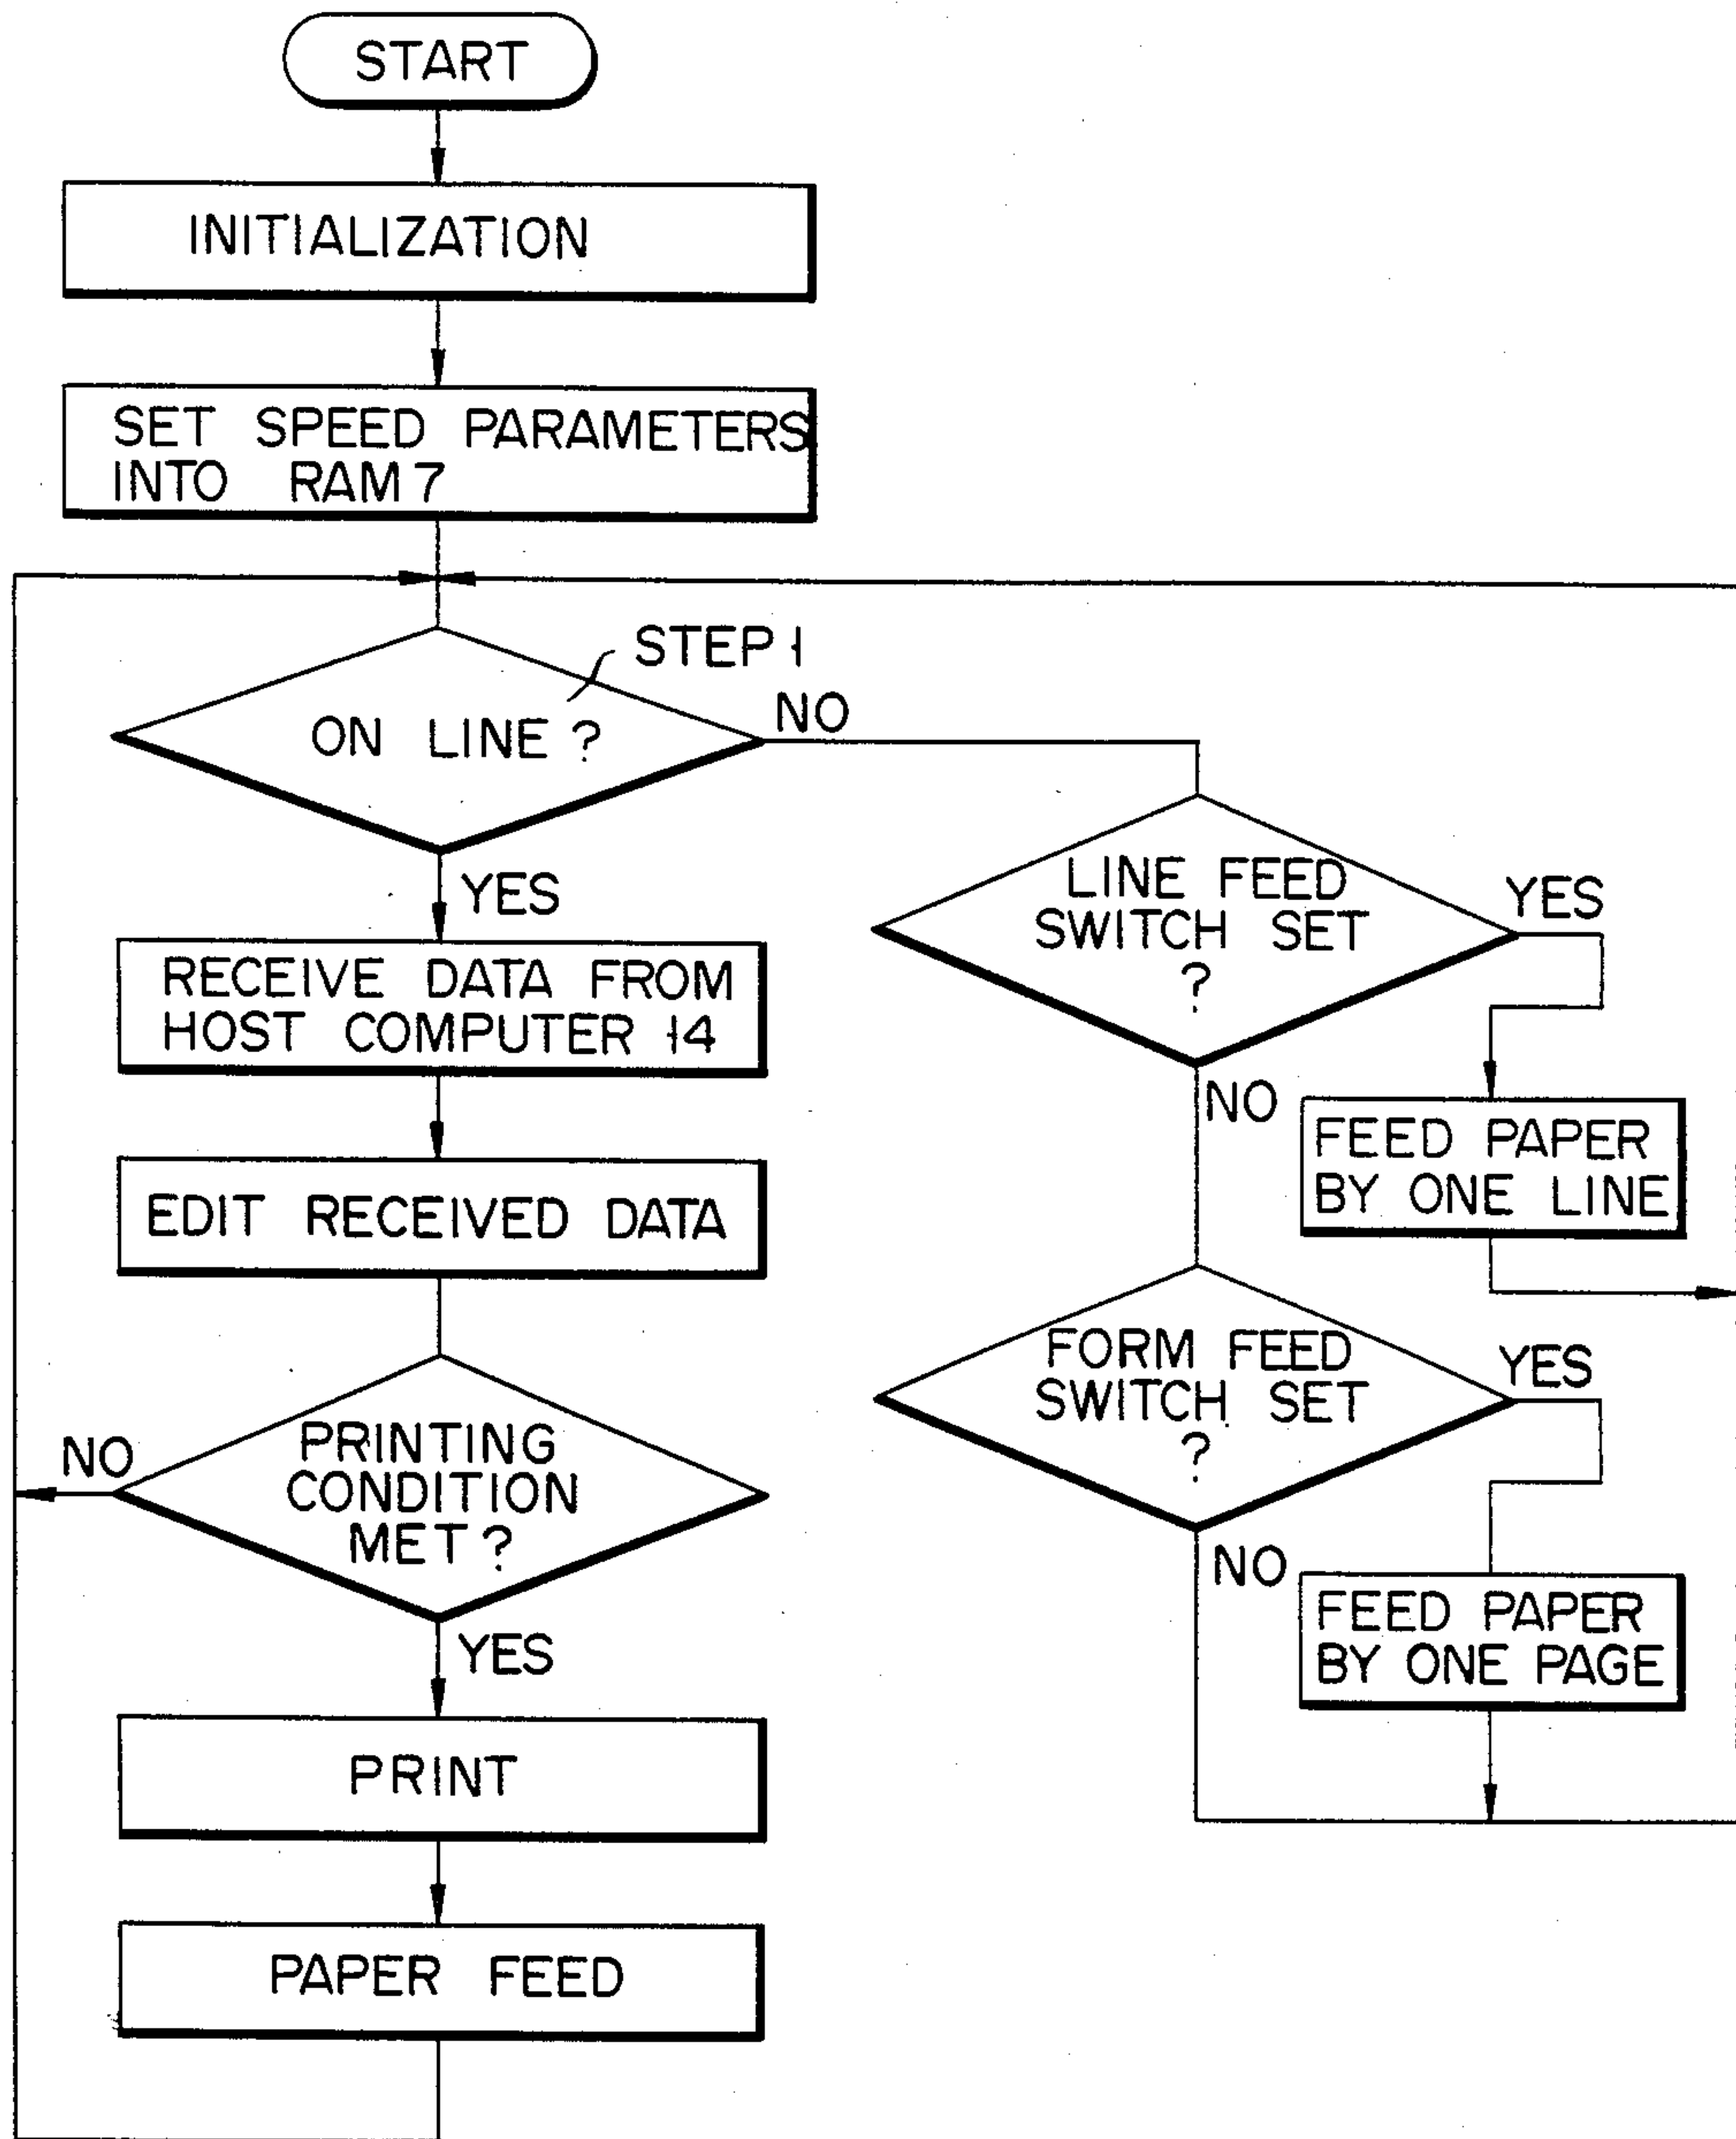 START
INITIALIZATION
SET SPEED PARAMETERS
INTO RAM 7
STEP 1
ON LINE ?
NO
YES
RECEIVE DATA FROM
HOST COMPUTER 14
EDIT RECEIVED DATA
PRINTING
CONDITION
MET ?
NO
YES
PRINT
PAPER FEED
LINE FEED
SWITCH SET
?
YES
NO
FEED PAPER
BY ONE LINE
FORM FEED
SWITCH SET
?
YES
NO
FEED PAPER
BY ONE PAGE